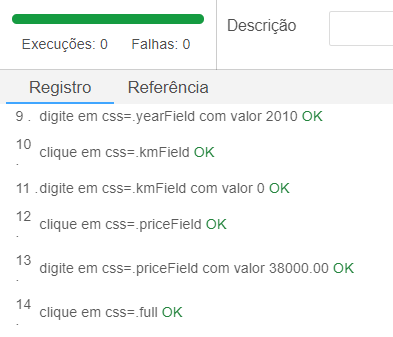 Execuções: 0 Falhas: 0
Descrição
Registro Referência
9 . digite em css=.yearField com valor 2010 OK
10 . clique em css=.kmField OK
11 . digite em css=.kmField com valor 0 OK
12 . clique em css=.priceField OK
13 . digite em css=.priceField com valor 38000.00 OK
14 . clique em css=.full OK